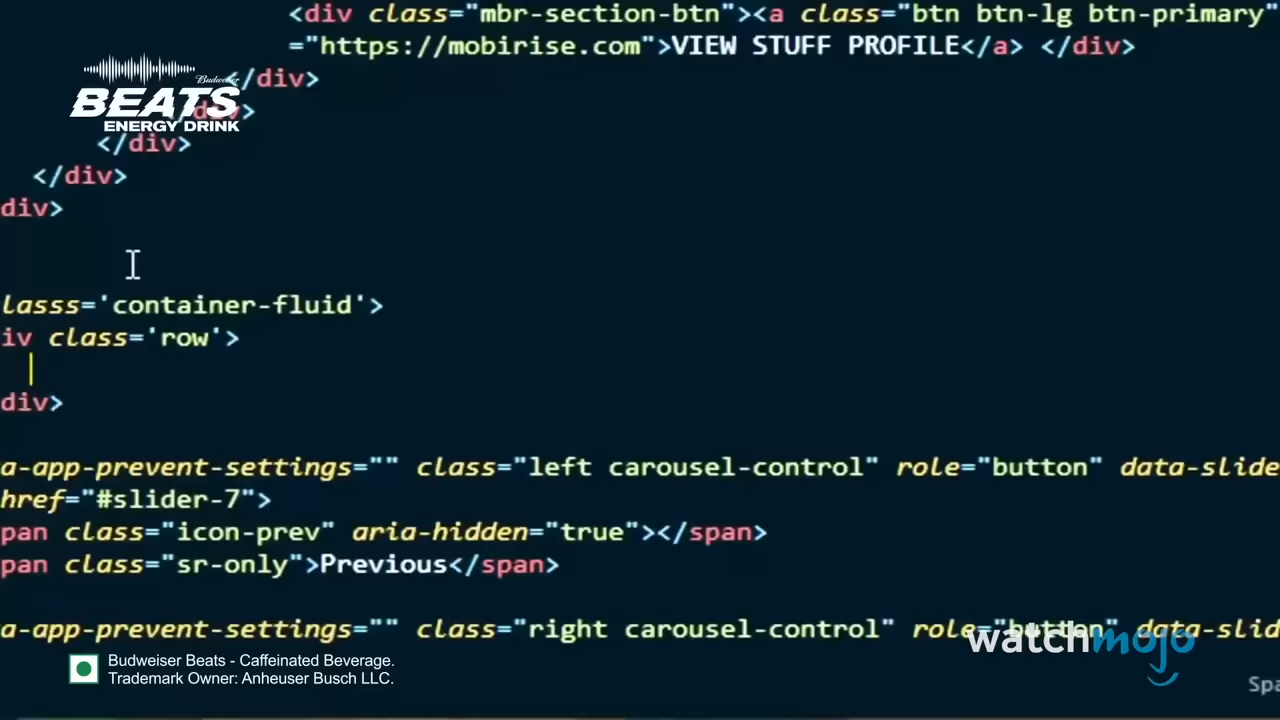 <div class="mbr-section-btn"><a class="btn btn-lg btn-primary"
="https://mobirise.com">VIEW STUFF PROFILE</a> </div>
</div>
Budweiser
BEATS
ENERGY DRINK
</div>
</div>
</div>
div>
lasss='container-fluid'>
iv class='row'>
div>
a-app-prevent-settings="" class="left carousel-control" role="button" data-slide
href="#slider-7">
pan class="icon-prev" aria-hidden="true"></span>
pan class="sr-only">Previous</span>
a-app-prevent-settings="" class="right carousel-control" role="button" data-slid
watchmojo
Budweiser Beats - Caffeinated Beverage.
Trademark Owner: Anheuser Busch LLC.
Spa